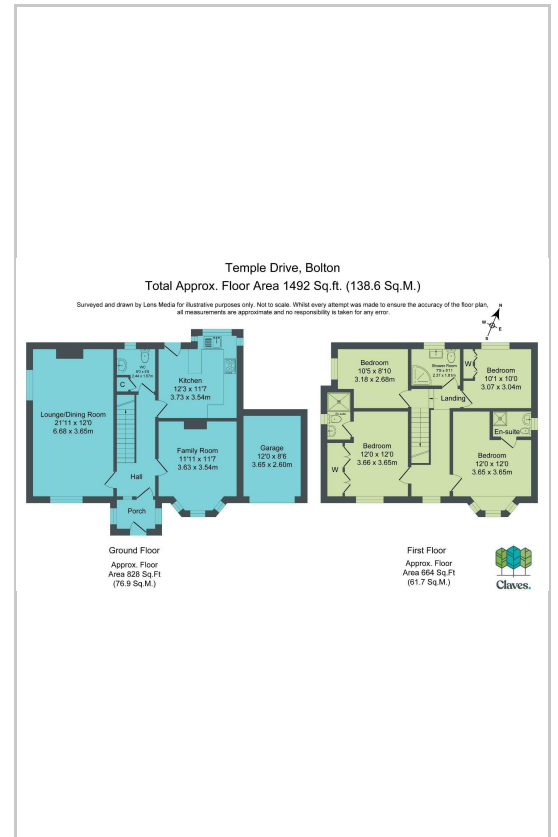 Temple Drive, Bolton
Total Approx. Floor Area 1492 Sq.ft. (138.6 Sq.M.)
Surveyed and drawn by Lens Media for illustrative purposes only. Not to scale. Whilst every attempt was made to ensure the accuracy of the floor plan,
all measurements are approximate and no responsibility is taken for any error.
N
W
E
S
Lounge/Dining Room
21'11 x 12'0
6.68 x 3.65m
WC
C
Kitchen
12'3 x 11'7
3.73 x 3.54m
Hall
Porch
Family Room
11'11 x 11'7
3.63 x 3.54m
Garage
12'0 x 8'6
3.65 x 2.60m
Ground Floor
Approx. Floor
Area 828 Sq.Ft
(76.9 Sq.M.)
Bedroom
10'5 x 8'10
3.18 x 2.68m
Shower Room
W
Bedroom
10'1 x 10'0
3.07 x 3.04m
Landing
En-suite
W
Bedroom
12'0 x 12'0
3.66 x 3.65m
En-suite
Bedroom
12'0 x 12'0
3.65 x 3.65m
First Floor
Approx. Floor
Area 664 Sq.Ft
(61.7 Sq.M.)
Claves.